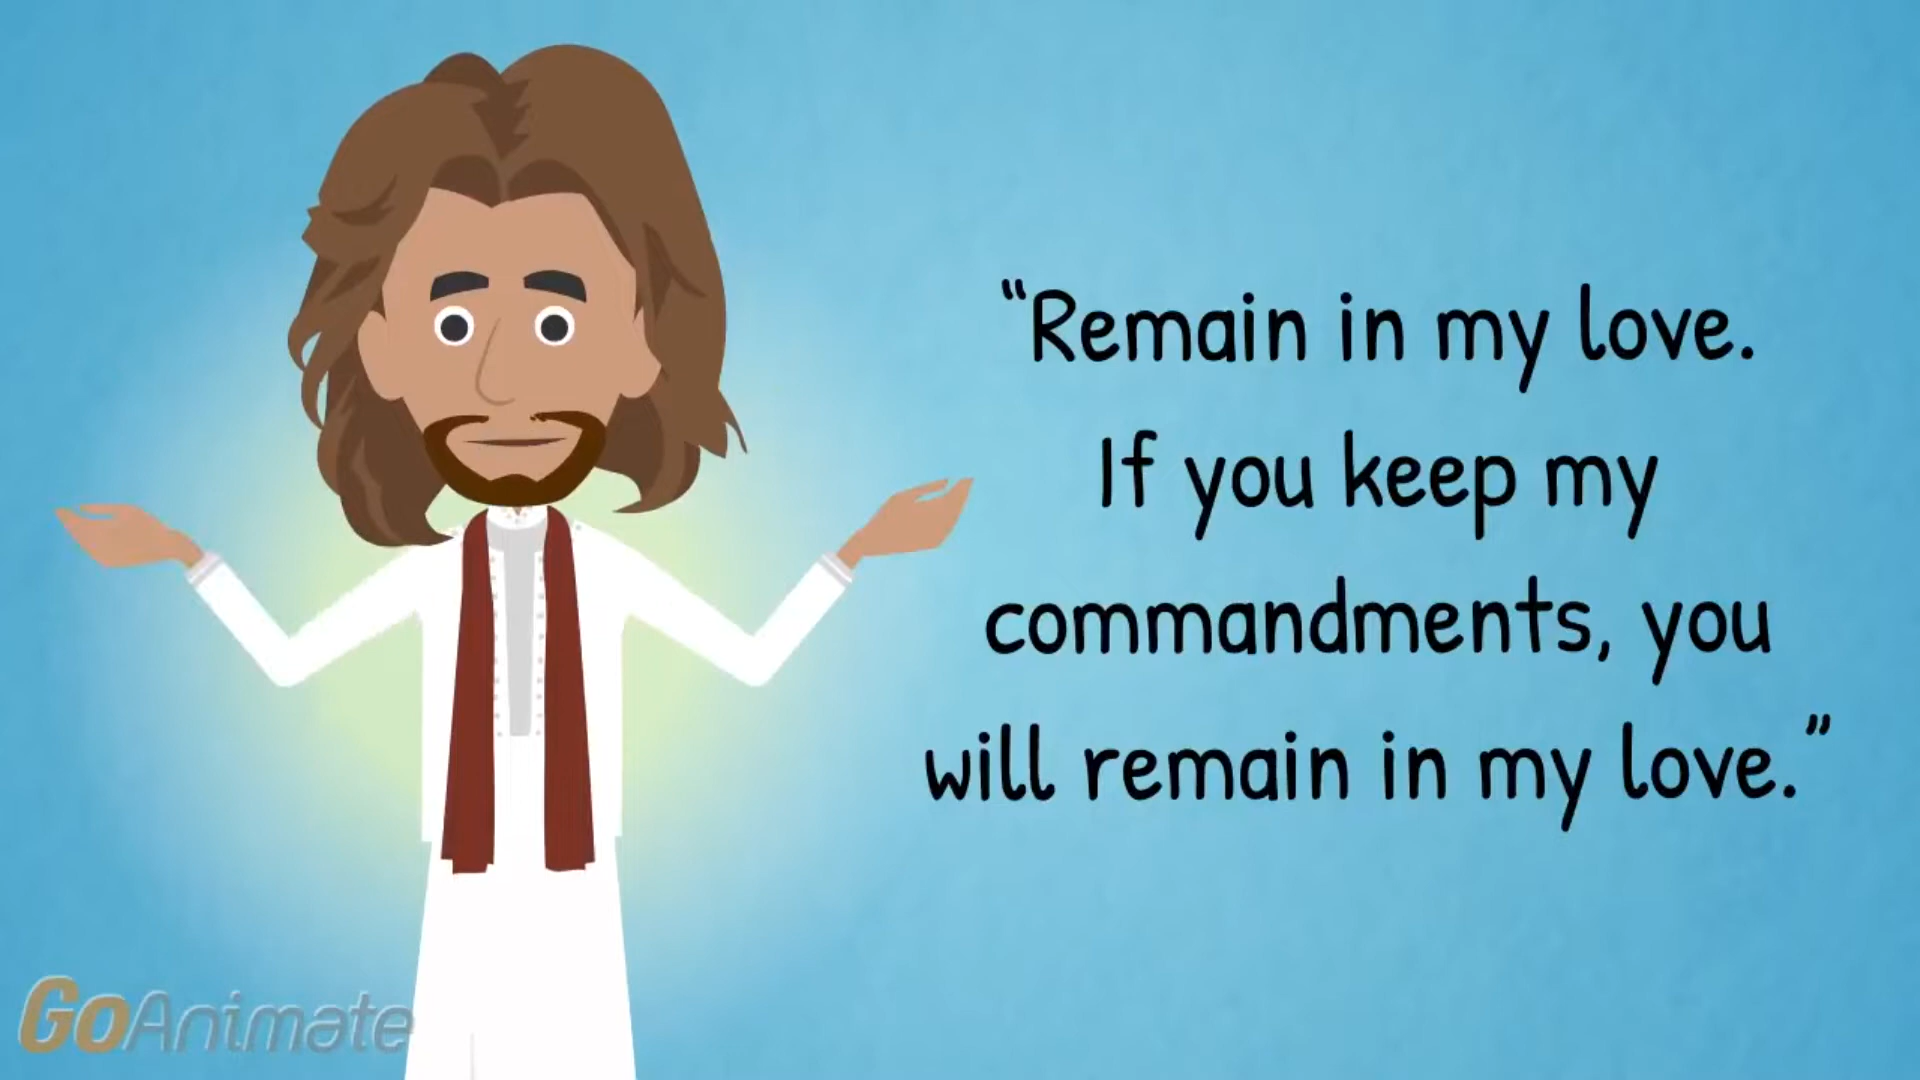 “Remain in my love.
If you keep my
commandments, you
will remain in my love.”
GoAnimate